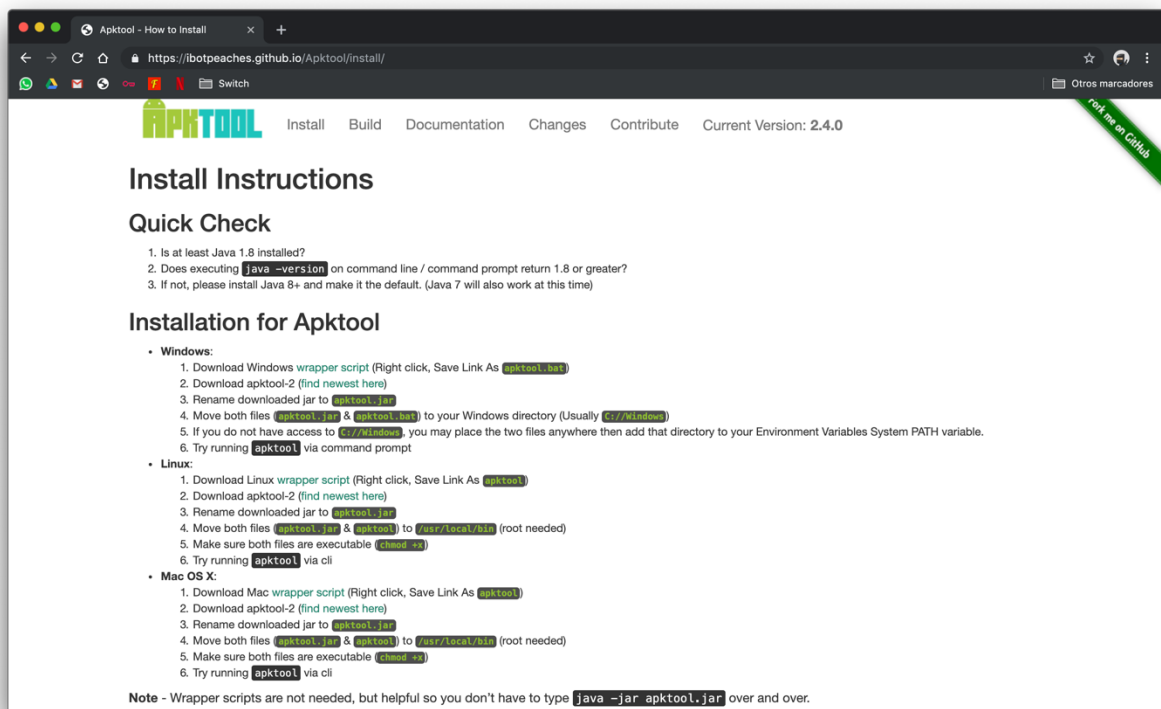 Apktool - How to Install
https://ibotpeaches.github.io/Apktool/install/
Switch
Otros marcadores
APKTOOL Install Build Documentation Changes Contribute Current Version: 2.4.0
Fork me on GitHub
Install Instructions
Quick Check
1. Is at least Java 1.8 installed?
2. Does executing java -version on command line / command prompt return 1.8 or greater?
3. If not, please install Java 8+ and make it the default. (Java 7 will also work at this time)
Installation for Apktool
• Windows:
1. Download Windows wrapper script (Right click, Save Link As apktool.bat)
2. Download apktool-2 (find newest here)
3. Rename downloaded jar to apktool.jar
4. Move both files (apktool.jar & apktool.bat) to your Windows directory (Usually C://Windows)
5. If you do not have access to C://Windows, you may place the two files anywhere then add that directory to your Environment Variables System PATH variable.
6. Try running apktool via command prompt
• Linux:
1. Download Linux wrapper script (Right click, Save Link As apktool)
2. Download apktool-2 (find newest here)
3. Rename downloaded jar to apktool.jar
4. Move both files (apktool.jar & apktool) to /usr/local/bin (root needed)
5. Make sure both files are executable (chmod +x)
6. Try running apktool via cli
• Mac OS X:
1. Download Mac wrapper script (Right click, Save Link As apktool)
2. Download apktool-2 (find newest here)
3. Rename downloaded jar to apktool.jar
4. Move both files (apktool.jar & apktool) to /usr/local/bin (root needed)
5. Make sure both files are executable (chmod +x)
6. Try running apktool via cli
Note - Wrapper scripts are not needed, but helpful so you don't have to type java -jar apktool.jar over and over.